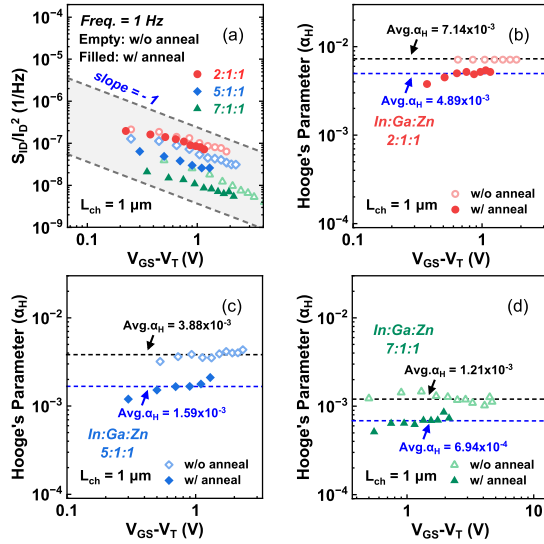 Freq. = 1 Hz
Empty: w/o anneal
Filled: w/ anneal
(a)
2:1:1
5:1:1
7:1:1
slope = - 1
L_ch = 1 μm
10⁻⁴
10⁻⁵
10⁻⁶
10⁻⁷
10⁻⁸
10⁻⁹
S_ID/I_D² (1/Hz)
0.1
1
V_GS-V_T (V)
(b)
Avg.α_H = 7.14x10⁻³
Avg.α_H = 4.89x10⁻³
In:Ga:Zn
2:1:1
w/o anneal
w/ anneal
L_ch = 1 μm
10⁻²
10⁻³
10⁻⁴
Hooge's Parameter (α_H)
0.1
1
V_GS-V_T (V)
(c)
Avg.α_H = 3.88x10⁻³
Avg.α_H = 1.59x10⁻³
In:Ga:Zn
5:1:1
w/o anneal
w/ anneal
L_ch = 1 μm
10⁻²
10⁻³
10⁻⁴
Hooge's Parameter (α_H)
0.1
1
V_GS-V_T (V)
(d)
In:Ga:Zn
7:1:1
Avg.α_H = 1.21x10⁻³
Avg.α_H = 6.94x10⁻⁴
w/o anneal
w/ anneal
L_ch = 1 μm
10⁻²
10⁻³
10⁻⁴
Hooge's Parameter (α_H)
1
10
V_GS-V_T (V)